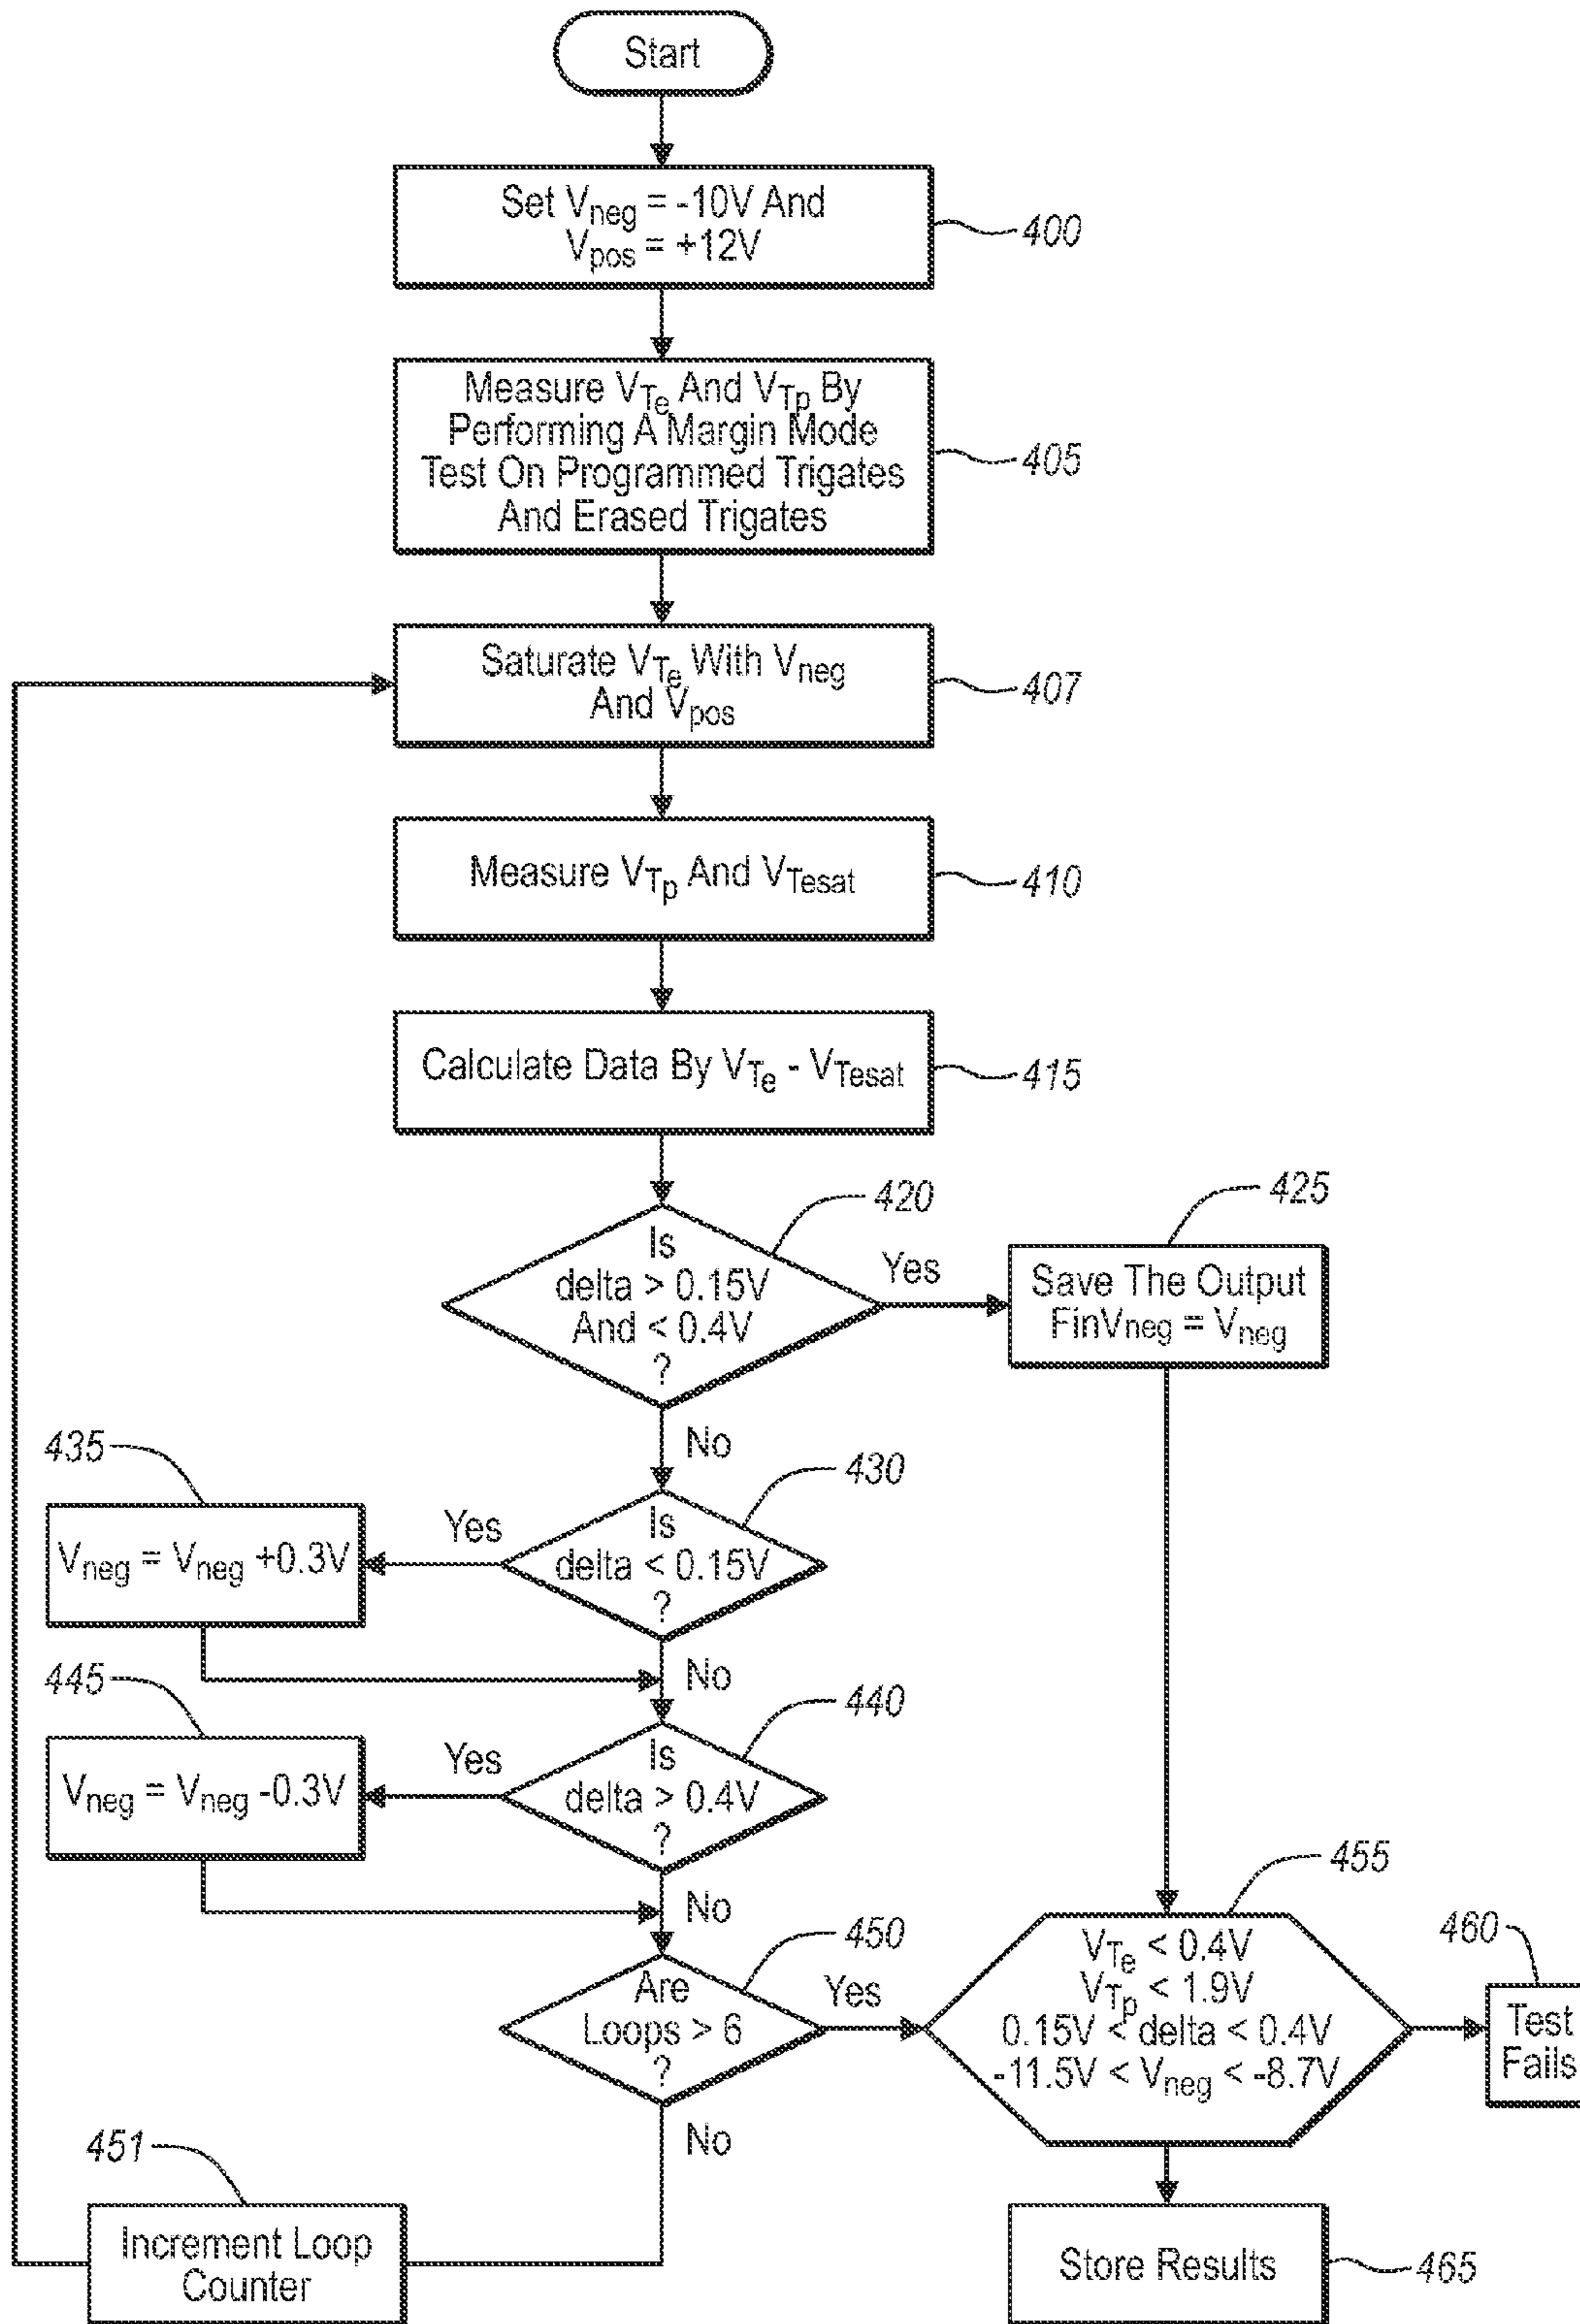 Start
Set Vneg = -10V And
Vpos = +12V
400
Measure VTe And VTp By
Performing A Margin Mode
Test On Programmed Trigates
And Erased Trigates
405
Saturate VTe With Vneg
And Vpos
407
Measure VTp And VTesat
410
Calculate Data By VTe - VTesat
415
420
Is
delta > 0.15V
And < 0.4V
?
Yes
425
Save The Output
FinVneg = Vneg
No
435
Vneg = Vneg +0.3V
Yes
430
Is
delta < 0.15V
?
No
445
Vneg = Vneg -0.3V
Yes
440
Is
delta > 0.4V
?
No
450
Are
Loops > 6
?
Yes
455
VTe < 0.4V
VTp < 1.9V
0.15V < delta < 0.4V
-11.5V < Vneg < -8.7V
460
Test
Fails
No
451
Increment Loop
Counter
Store Results
465